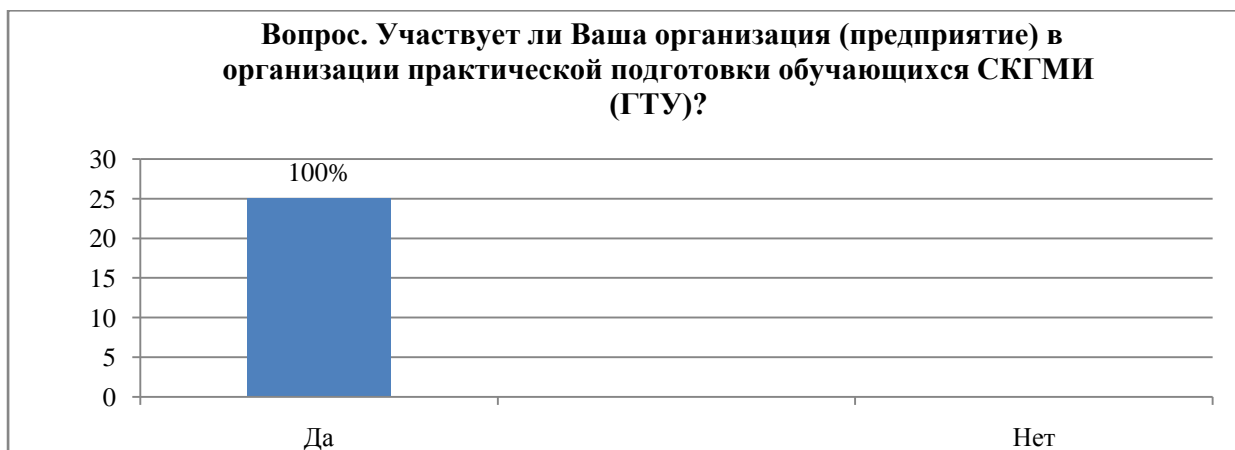 Вопрос. Участвует ли Ваша организация (предприятие) в
организации практической подготовки обучающихся СКГМИ
(ГТУ)?
30
100%
25
20
15
10
5
0
Да
Нет